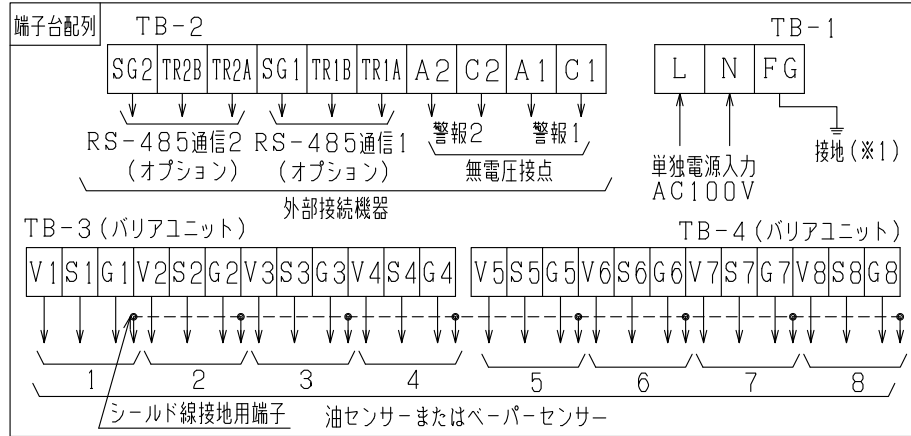 端子台配列
TB-2
TB-1
SG2 TR2B TR2A SG1 TR1B TR1A A2 C2 A1 C1
L N FG
警報2 警報1
RS-485通信2 RS-485通信1
(オプション) (オプション)
無電圧接点
外部接続機器
単独電源入力
AC100V
接地(※1)
TB-3(バリアユニット)
TB-4(バリアユニット)
V1 S1 G1 V2 S2 G2 V3 S3 G3 V4 S4 G4
V5 S5 G5 V6 S6 G6 V7 S7 G7 V8 S8 G8
1 2 3 4 5 6 7 8
シールド線接地用端子
油センサーまたはベーパーセンサー